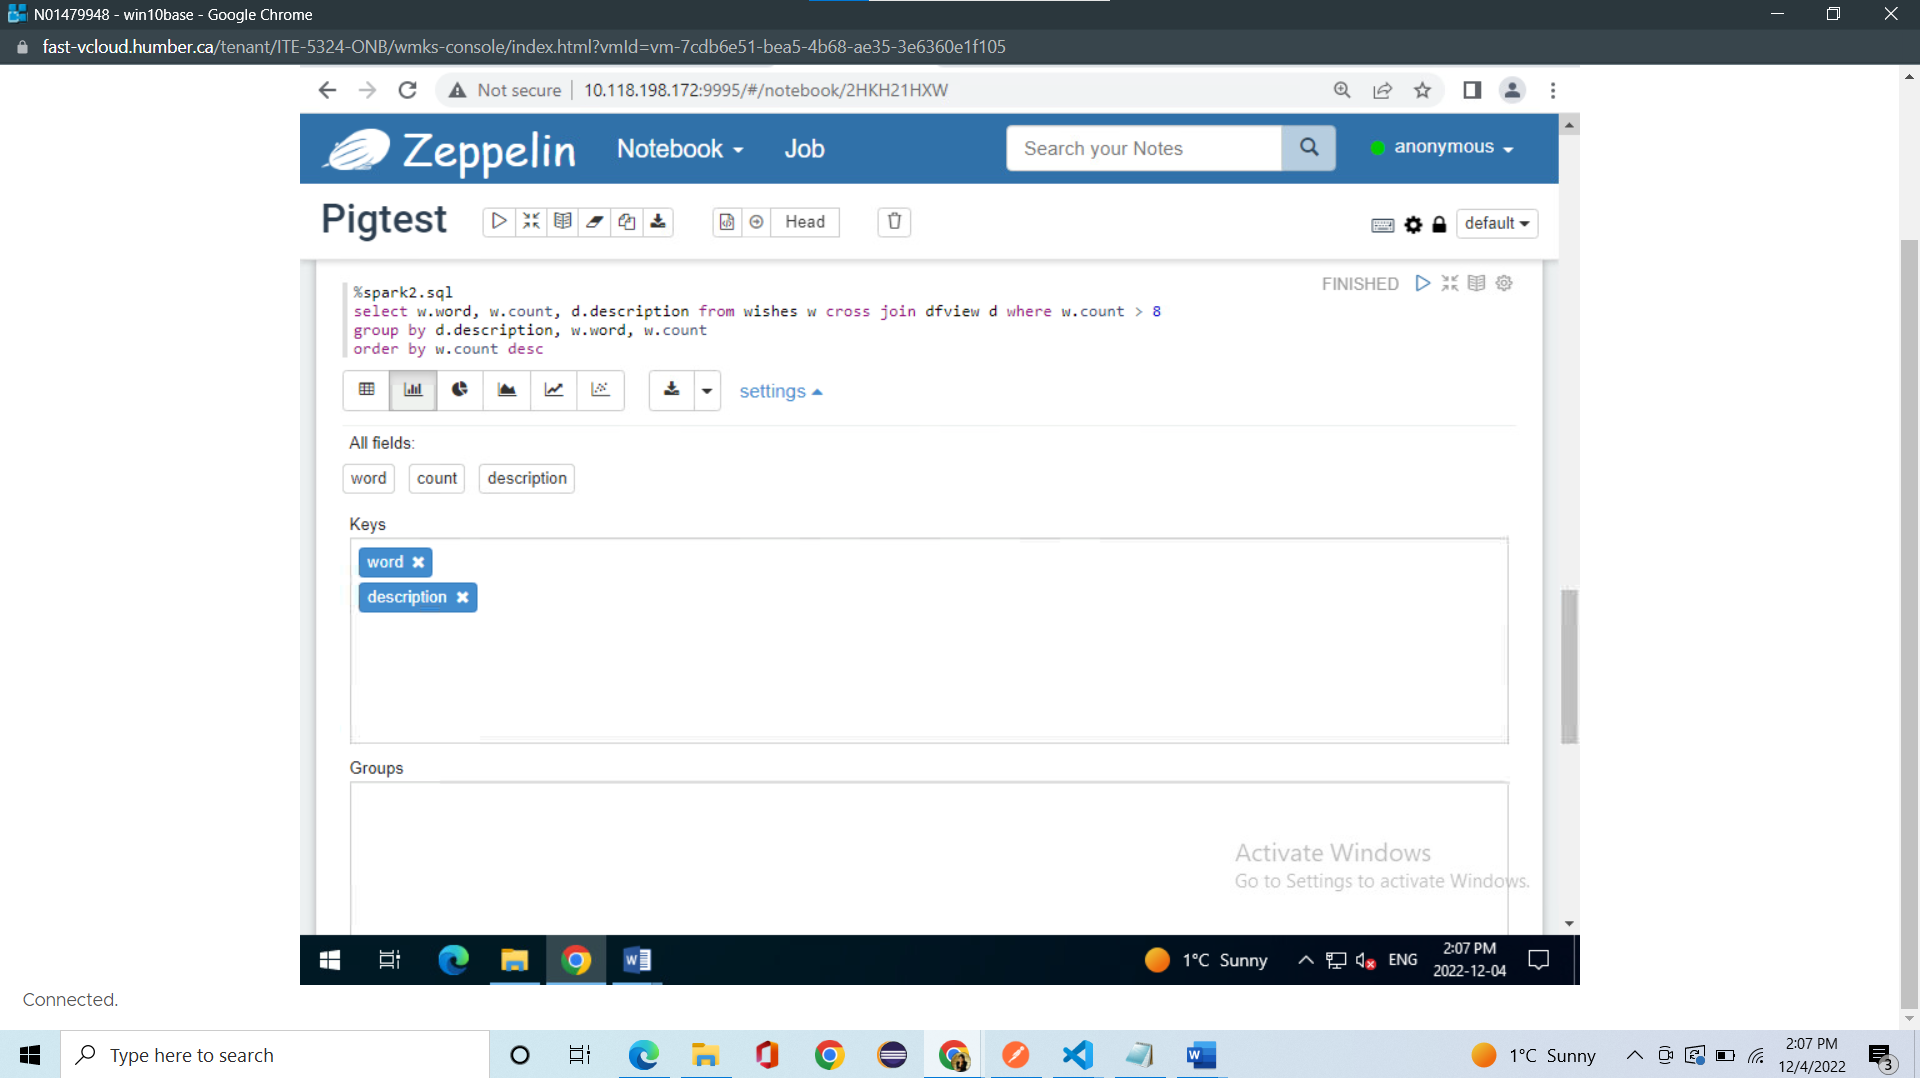 N01479948 - win10base - Google Chrome
fast-vcloud.humber.ca/tenant/ITE-5324-ONB/wmks-console/index.html?vmId=vm-7cdb6e51-bea5-4b68-ae35-3e6360e1f105
Not secure | 10.118.198.172:9995/#/notebook/2HKH21HXW
Zeppelin Notebook Job Search your Notes anonymous
Pigtest Head default
FINISHED
%spark2.sql
select w.word, w.count, d.description from wishes w cross join dfview d where w.count > 8
group by d.description, w.word, w.count
order by w.count desc
settings
All fields:
word count description
Keys
word
description
Groups
Activate Windows
Go to Settings to activate Windows.
W 1°C Sunny ENG 2:07 PM
2022-12-04
Connected.
Type here to search W 1°C Sunny 2:07 PM
12/4/2022 3